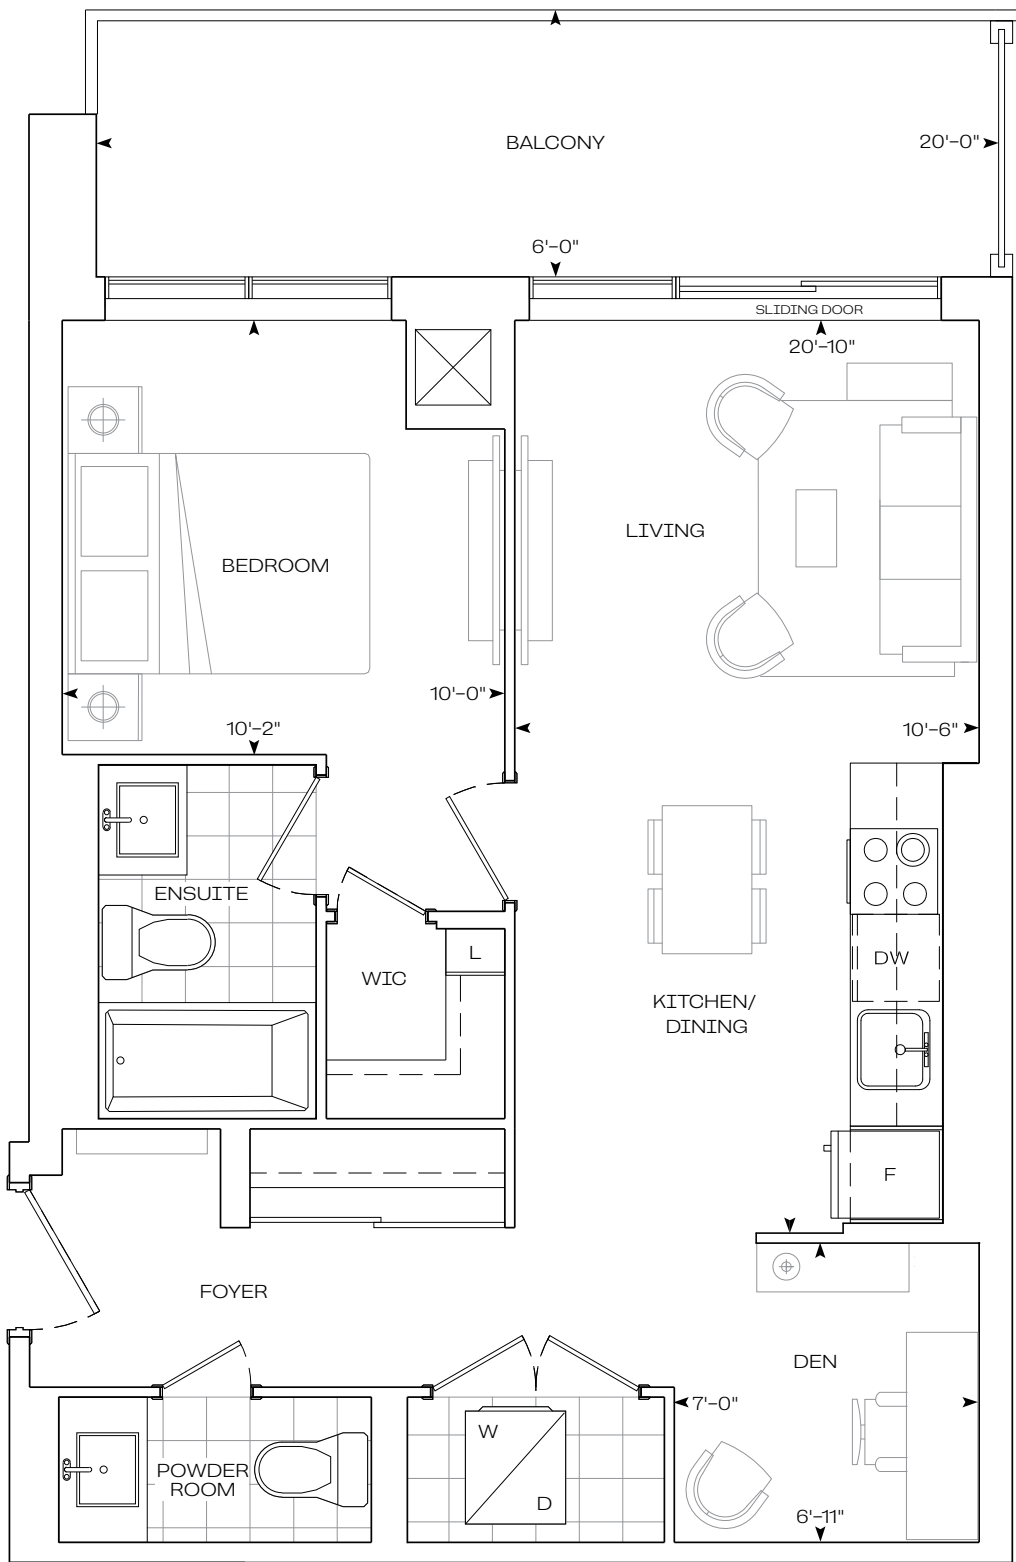 BALCONY
20'-0"
6'-0"
SLIDING DOOR
20'-10"
LIVING
BEDROOM
10'-0"
10'-2"
10'-6"
ENSUITE
WIC
L
DW
KITCHEN/
DINING
F
FOYER
DEN
7'-0"
W
D
POWDER
ROOM
6'-11"